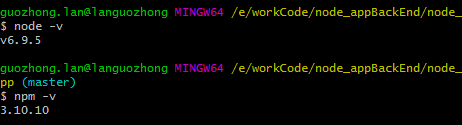 guozhong.lan@languozhong MINGW64 /e/workCode/node_appBackEnd/node_
$ node -v
v6.9.5
guozhong.lan@languozhong MINGW64 /e/workCode/node_appBackEnd/node_
pp (master)
$ npm -v
3.10.10